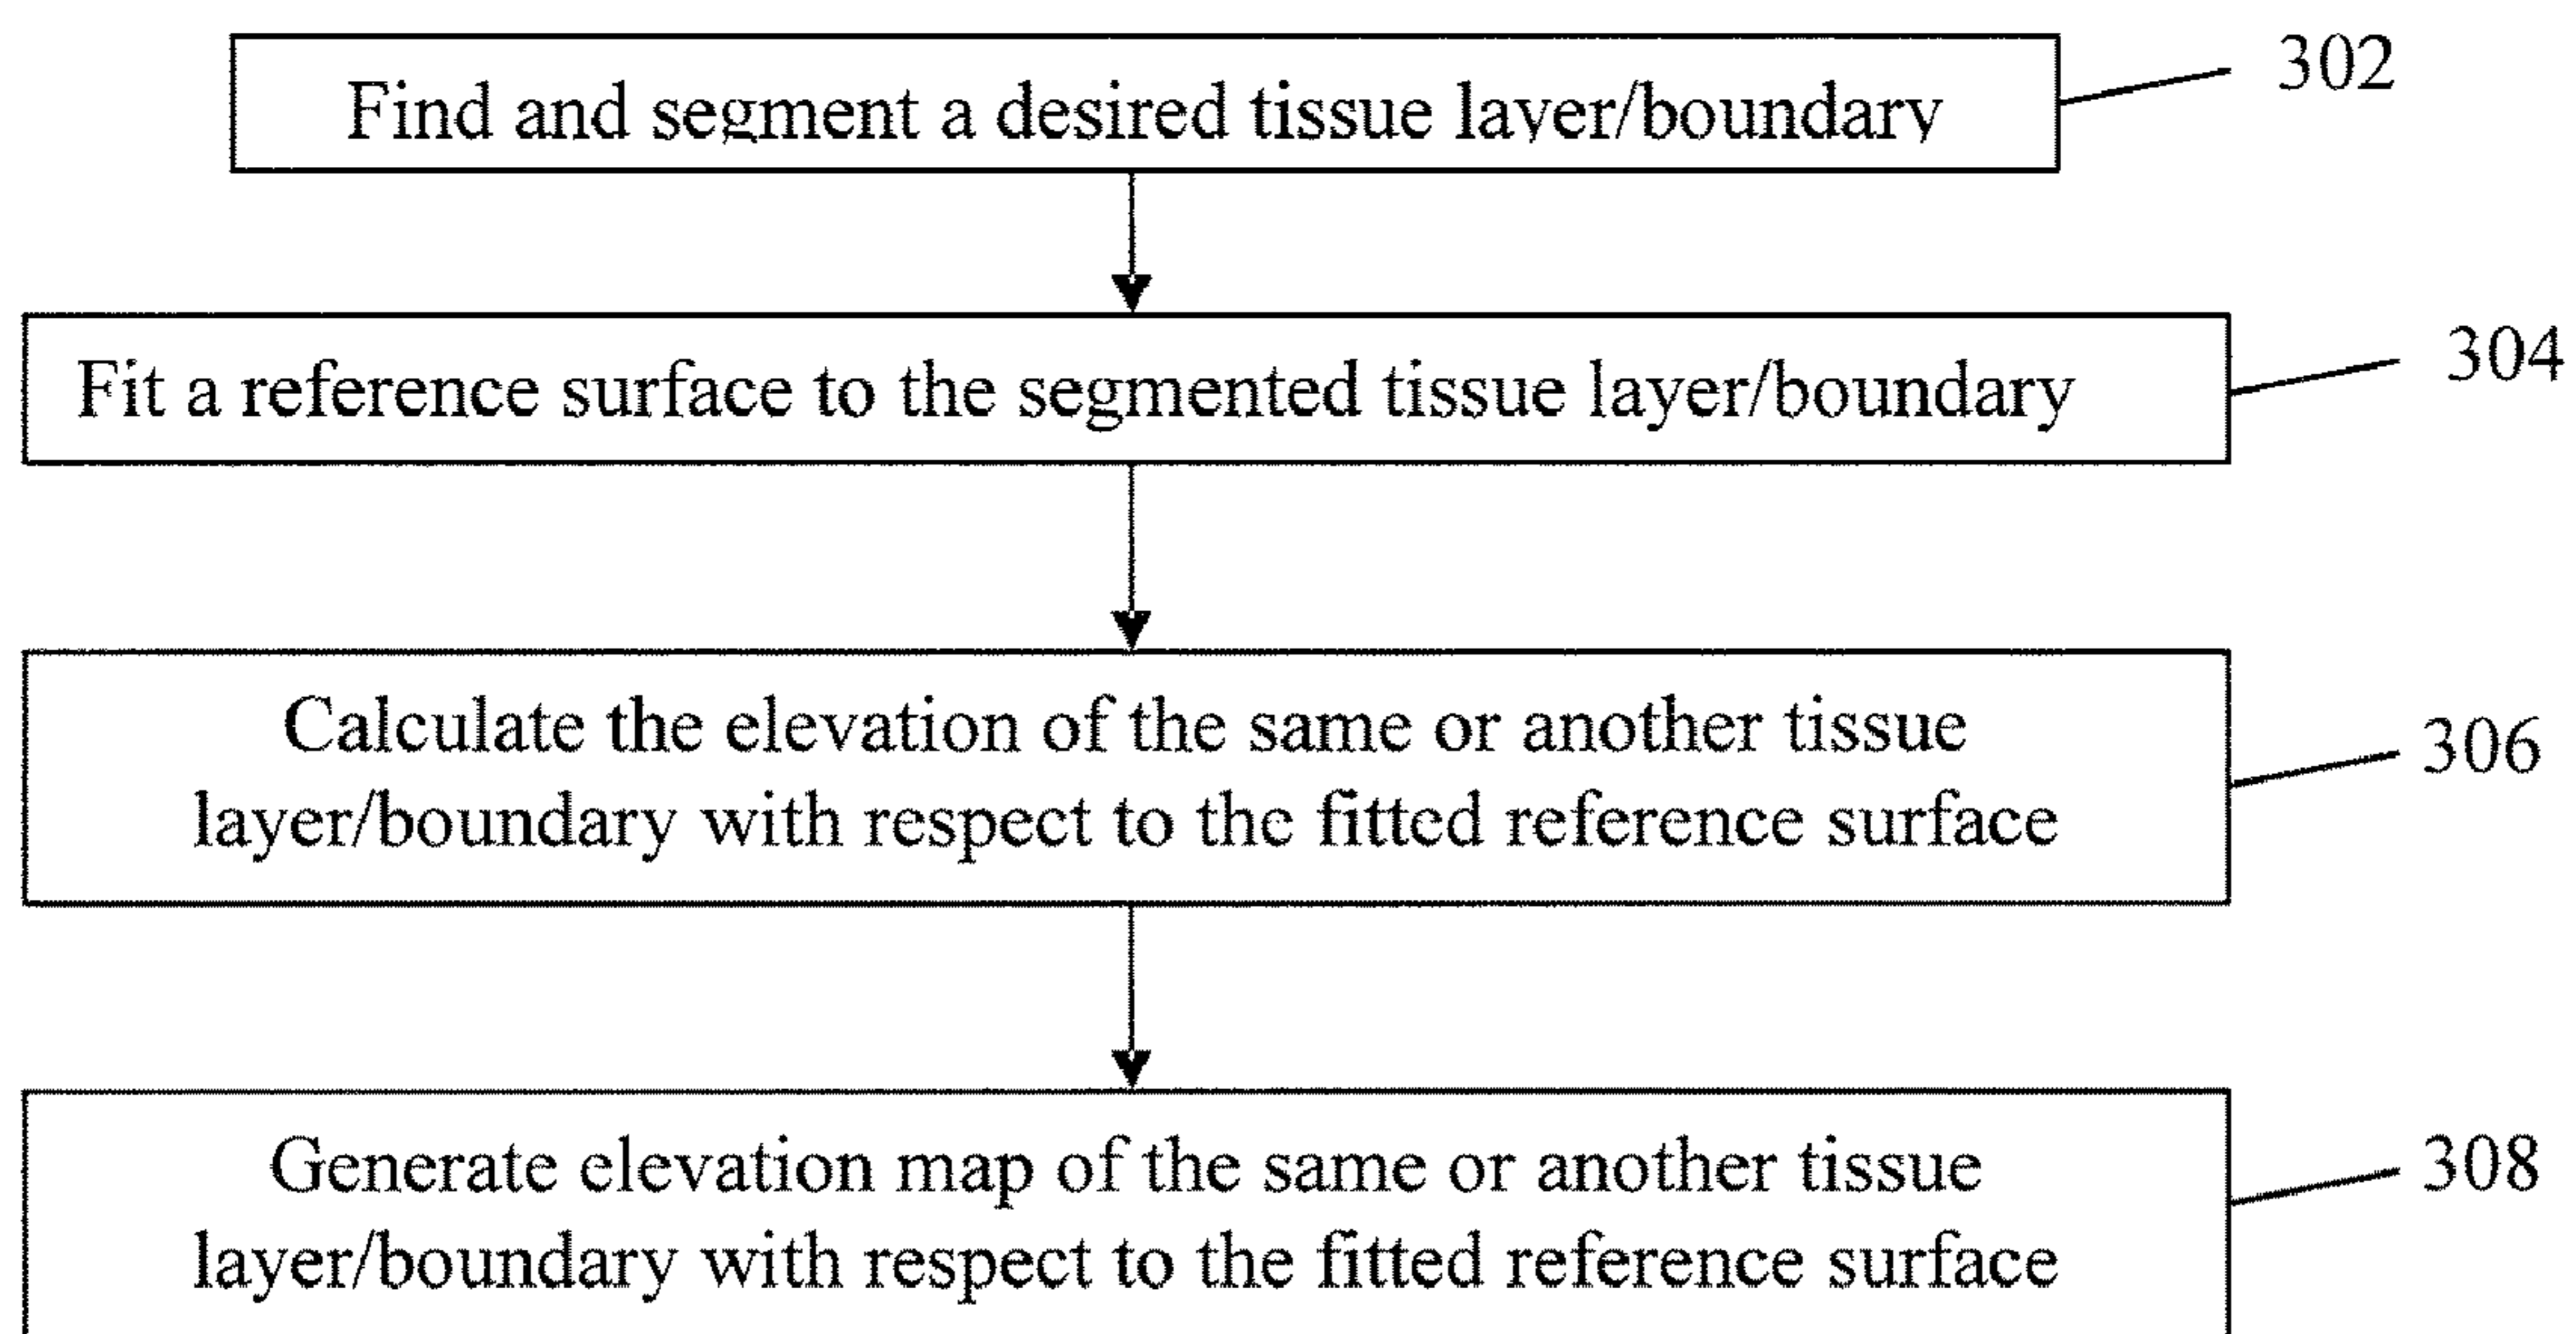 Find and segment a desired tissue layer/boundary
302
Fit a reference surface to the segmented tissue layer/boundary
304
Calculate the elevation of the same or another tissue
layer/boundary with respect to the fitted reference surface
306
Generate elevation map of the same or another tissue
layer/boundary with respect to the fitted reference surface
308